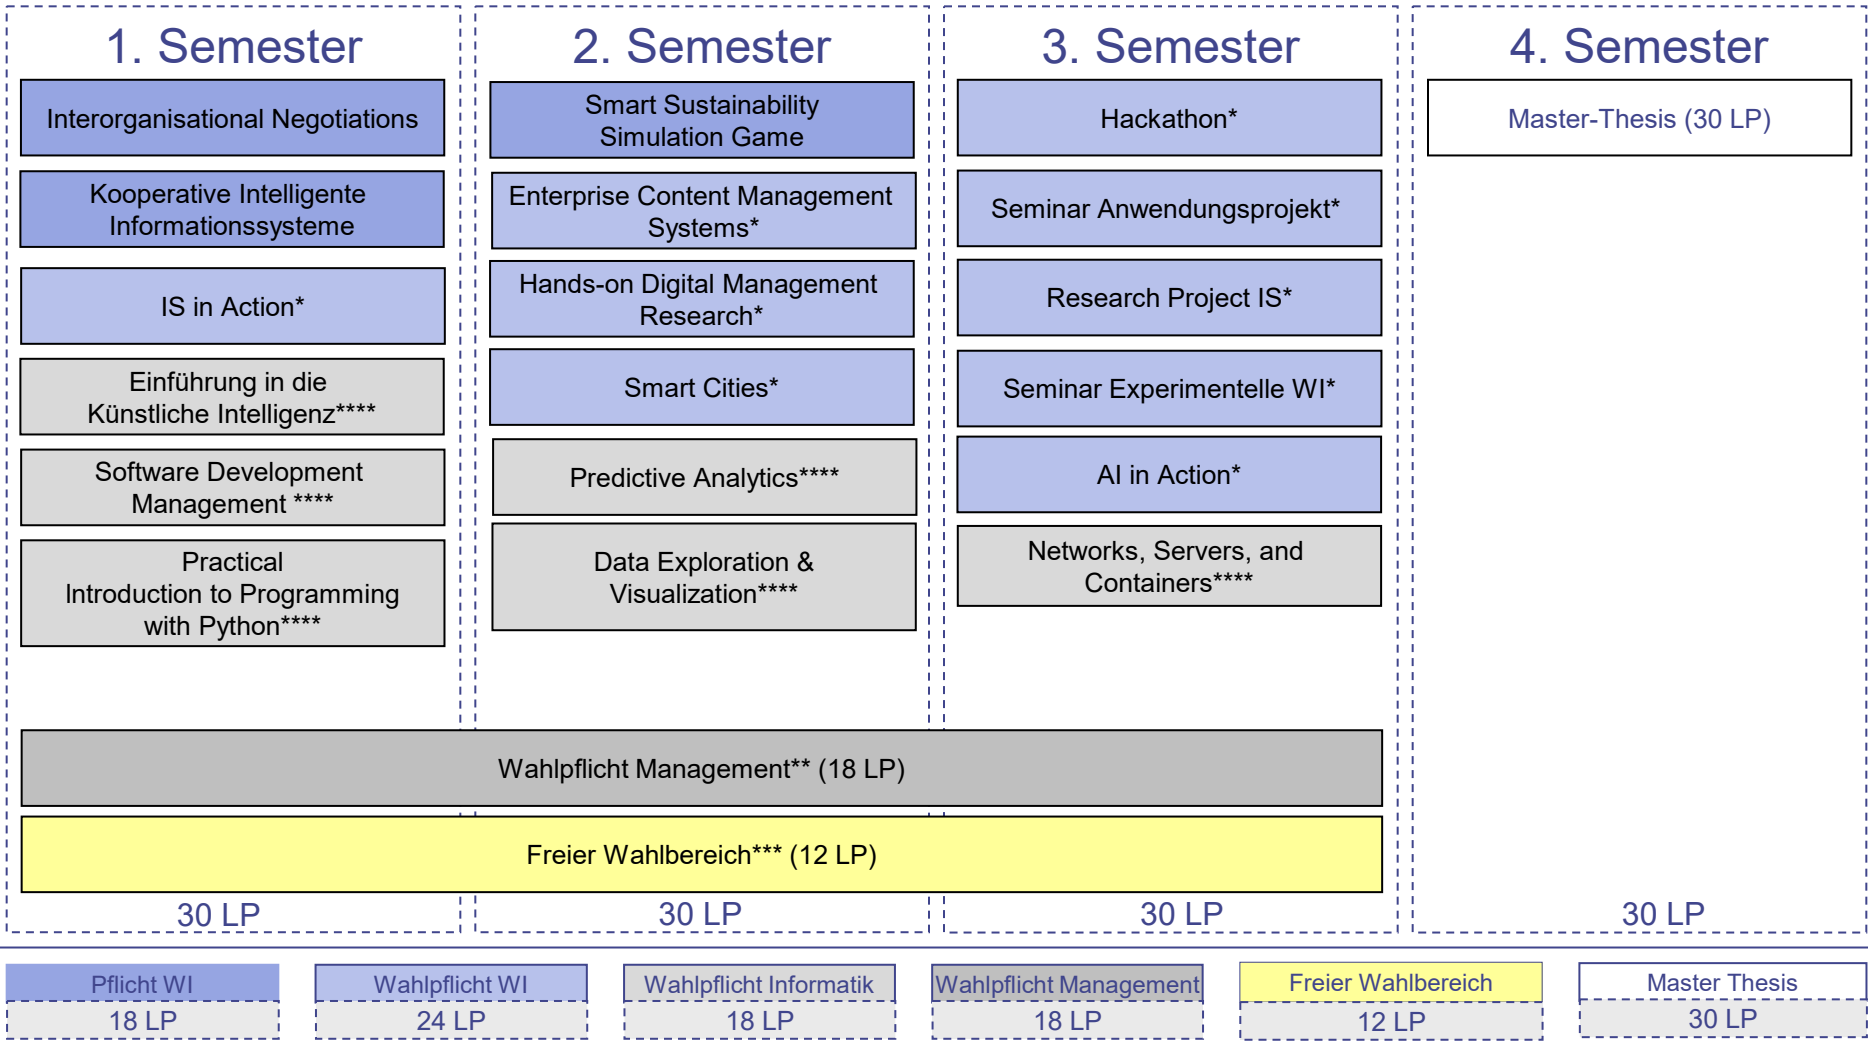 1. Semester
Interorganisational Negotiations
Kooperative Intelligente
Informationssysteme
IS in Action*
Einführung in die
Künstliche Intelligenz****
Software Development
Management ****
Practical
Introduction to Programming
with Python****
2. Semester
Smart Sustainability
Simulation Game
Enterprise Content Management
Systems*
Hands-on Digital Management
Research*
Smart Cities*
Predictive Analytics****
Data Exploration &
Visualization****
3. Semester
Hackathon*
Seminar Anwendungsprojekt*
Research Project IS*
Seminar Experimentelle WI*
AI in Action*
Networks, Servers, and
Containers****
4. Semester
Master-Thesis (30 LP)
Wahlpflicht Management** (18 LP)
Freier Wahlbereich*** (12 LP)
30 LP
30 LP
30 LP
30 LP
Pflicht WI
18 LP
Wahlpflicht WI
24 LP
Wahlpflicht Informatik
18 LP
Wahlpflicht Management
18 LP
Freier Wahlbereich
12 LP
Master Thesis
30 LP